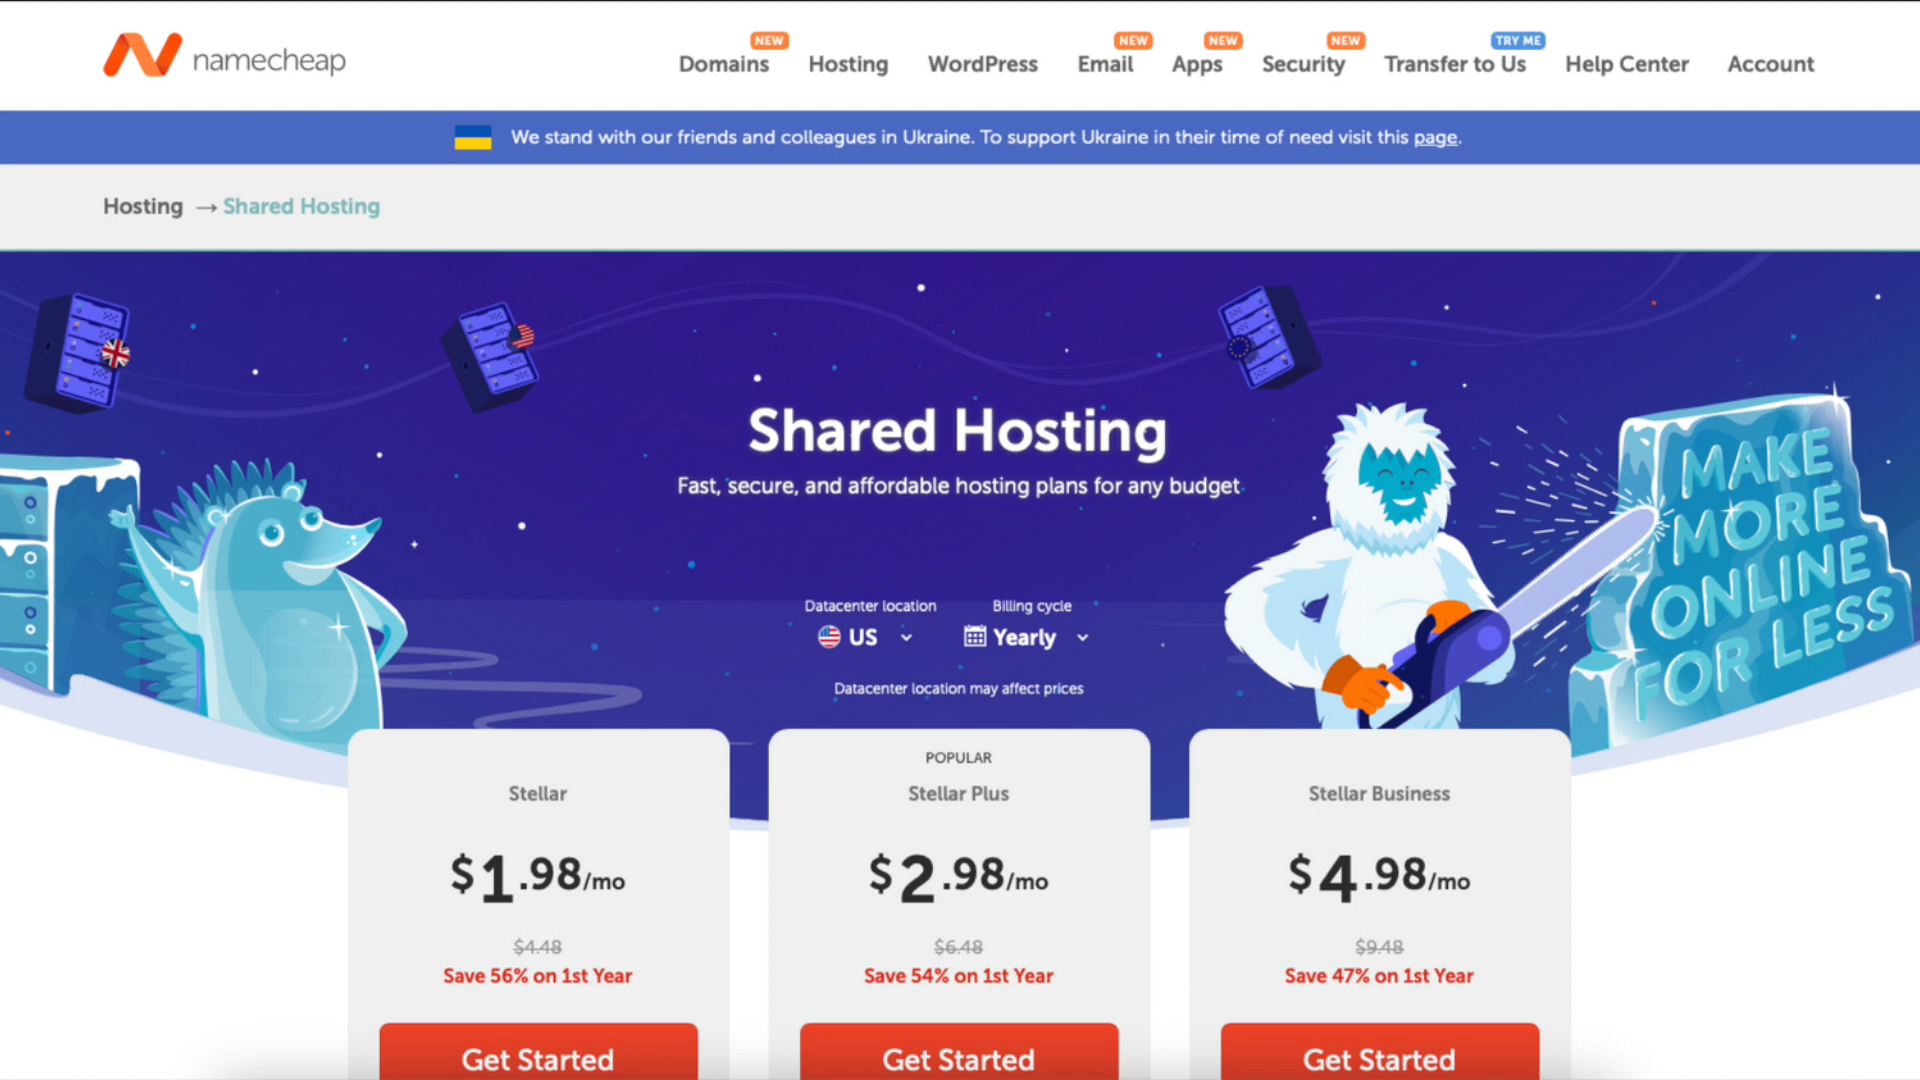 namecheap
NEW
NEW
NEW
NEW
TRY ME
Domains
Hosting
WordPress
Email
Apps
Security
Transfer to Us
Help Center
Account
We stand with our friends and colleagues in Ukraine. To support Ukraine in their time of need visit this page.
Hosting → Shared Hosting
Shared Hosting
Fast, secure, and affordable hosting plans for any budget
MAKE
MORE
ONLINE
FOR LESS
Datacenter location
Billing cycle
US
Yearly
Datacenter location may affect prices
Stellar
$1.98/mo
$4.48
Save 56% on 1st Year
Get Started
POPULAR
Stellar Plus
$2.98/mo
$6.48
Save 54% on 1st Year
Get Started
Stellar Business
$4.98/mo
$9.48
Save 47% on 1st Year
Get Started